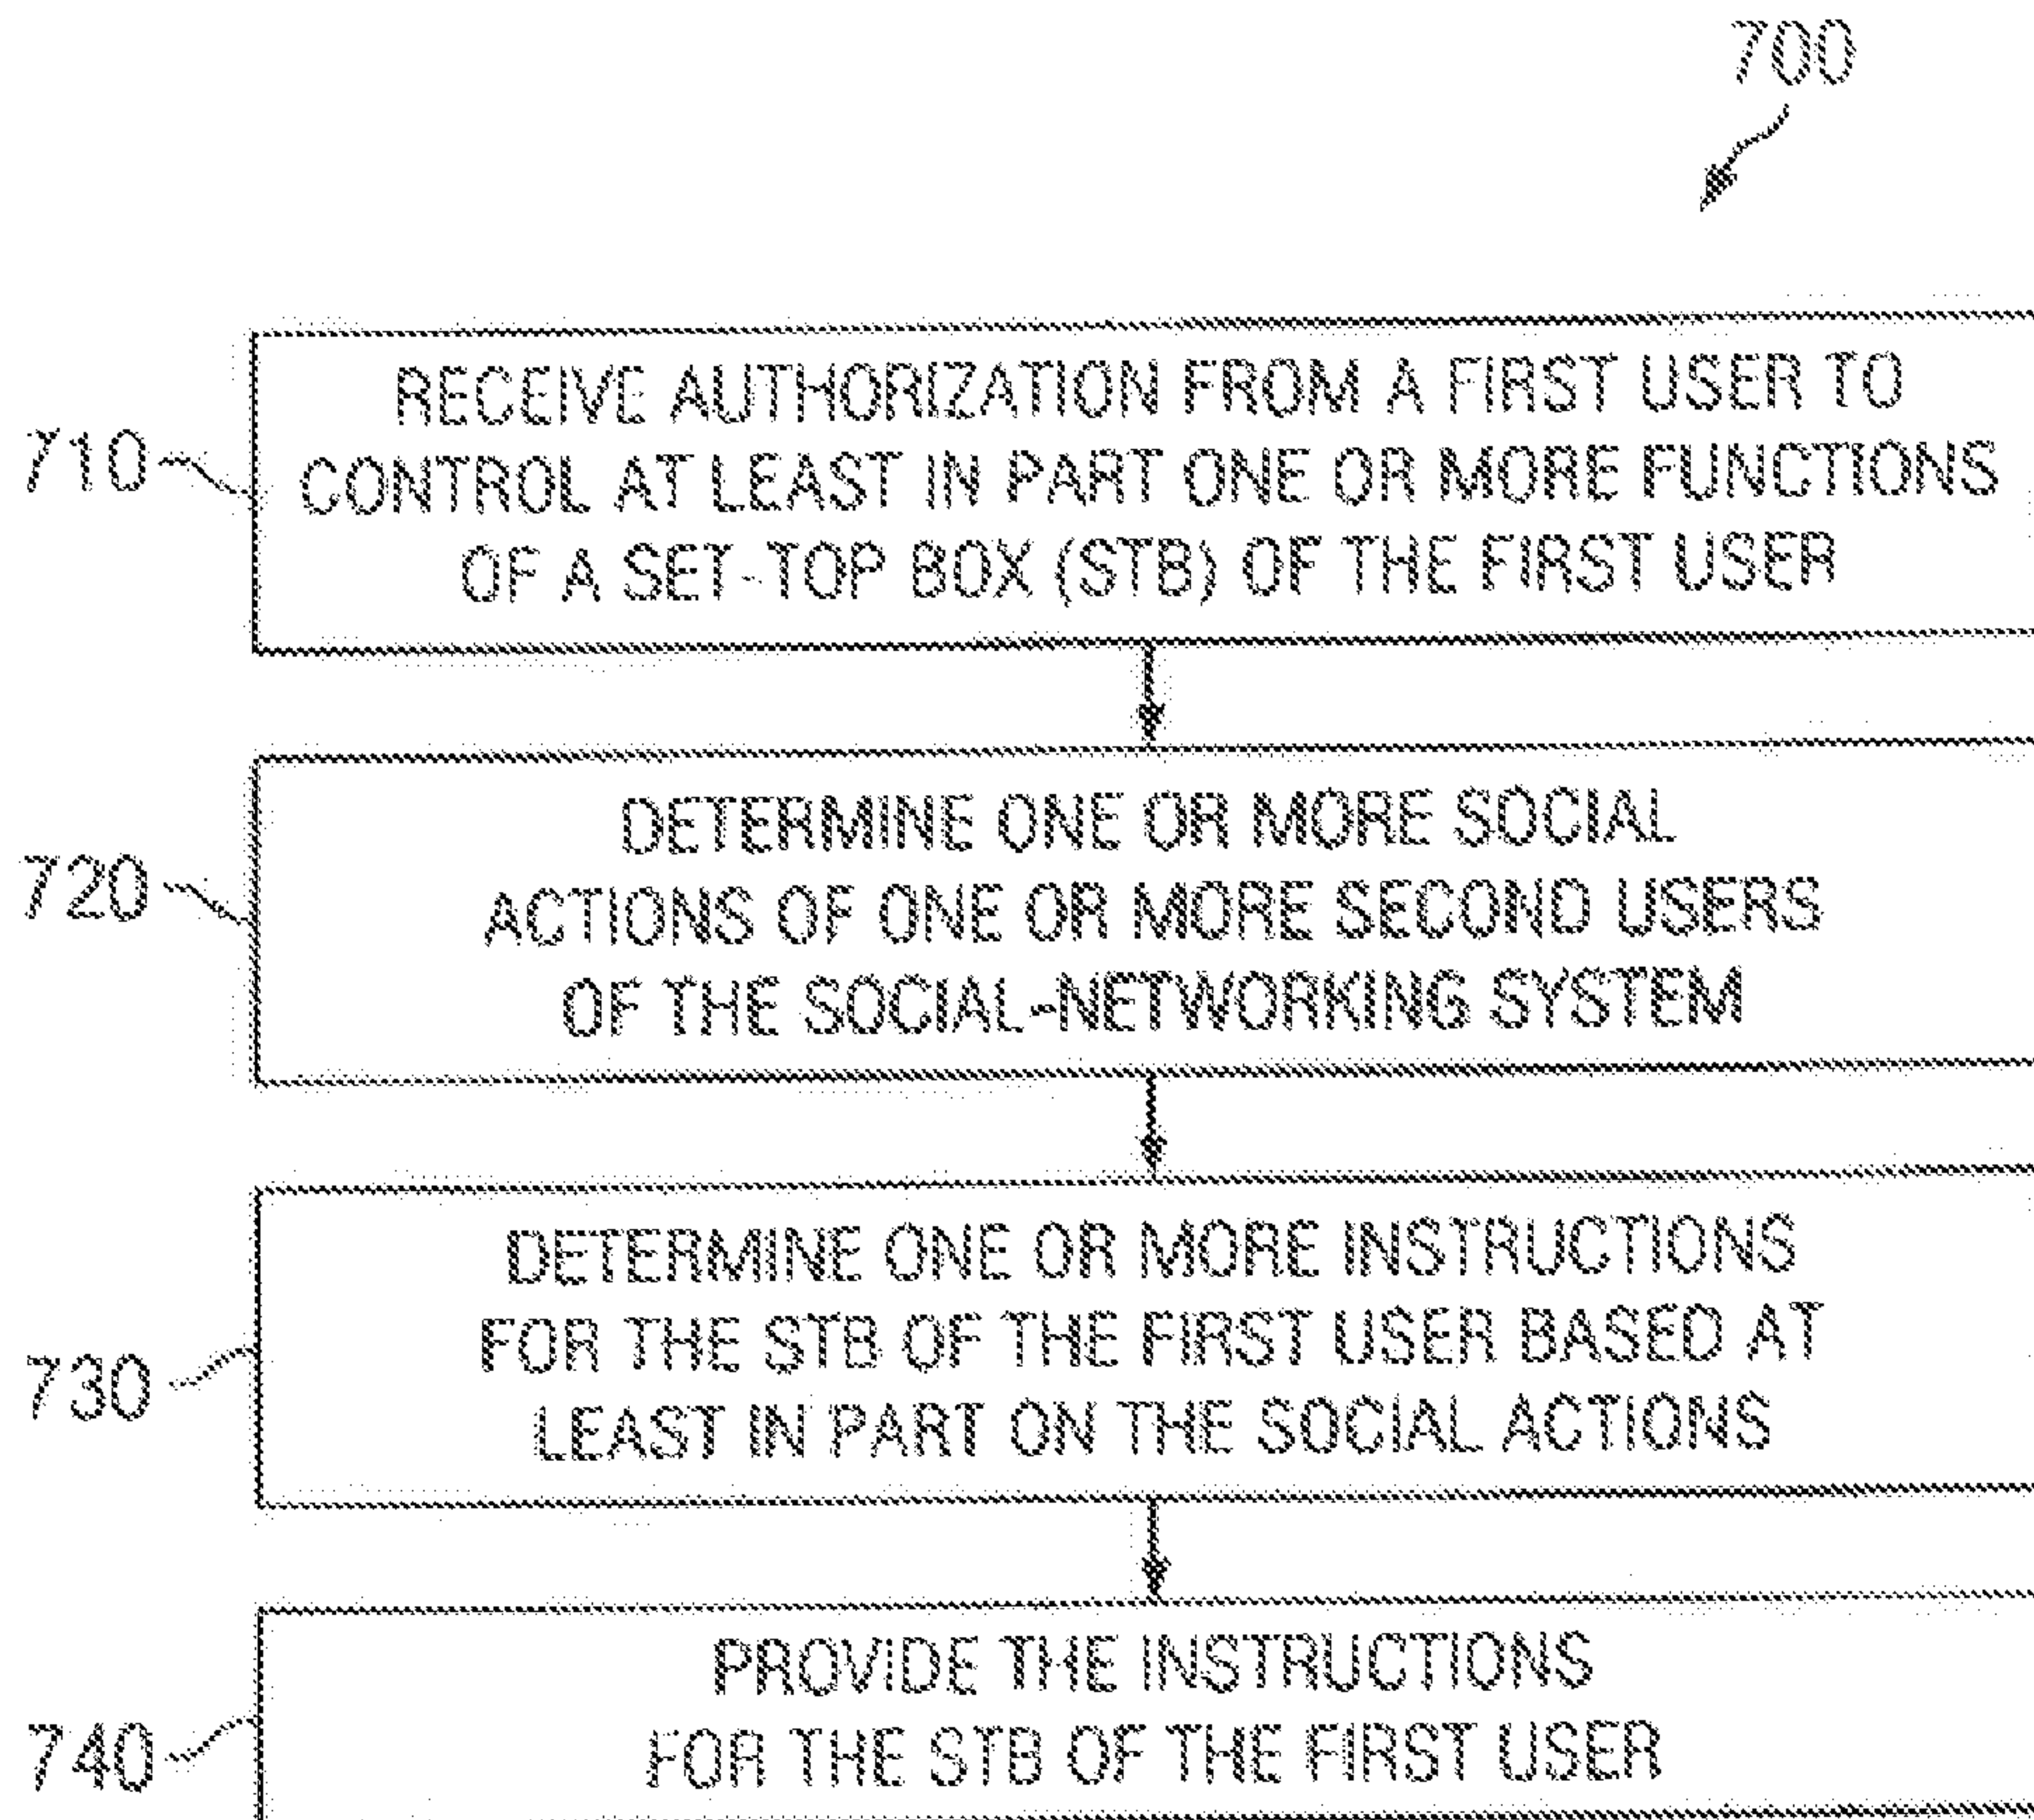 700
710
RECEIVE AUTHORIZATION FROM A FIRST USER TO
CONTROL AT LEAST IN PART ONE OR MORE FUNCTIONS
OF A SET-TOP BOX (STB) OF THE FIRST USER
720
DETERMINE ONE OR MORE SOCIAL
ACTIONS OF ONE OR MORE SECOND USERS
OF THE SOCIAL-NETWORKING SYSTEM
730
DETERMINE ONE OR MORE INSTRUCTIONS
FOR THE STB OF THE FIRST USER BASED AT
LEAST IN PART ON THE SOCIAL ACTIONS
740
PROVIDE THE INSTRUCTIONS
FOR THE STB OF THE FIRST USER